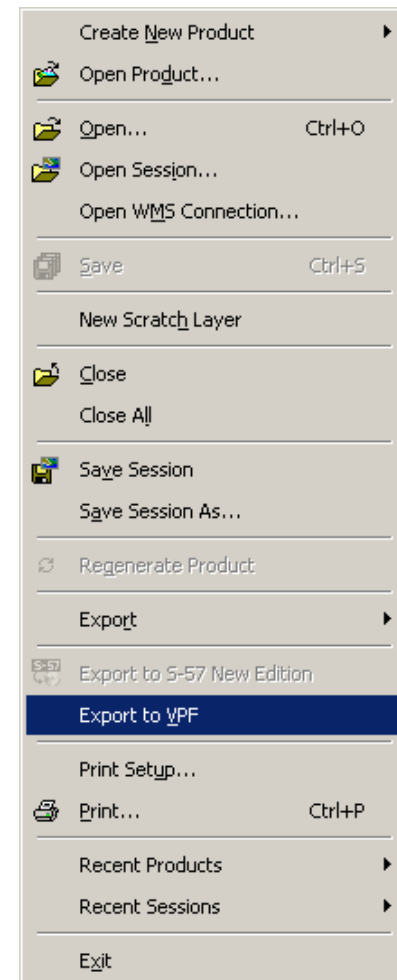 Create New Product
Open Product...
Open... Ctrl+O
Open Session...
Open WMS Connection...
Save Ctrl+S
New Scratch Layer
Close
Close All
Save Session
Save Session As...
Regenerate Product
Export
S-57 Export to S-57 New Edition
Export to VPF
Print Setup...
Print... Ctrl+P
Recent Products
Recent Sessions
Exit